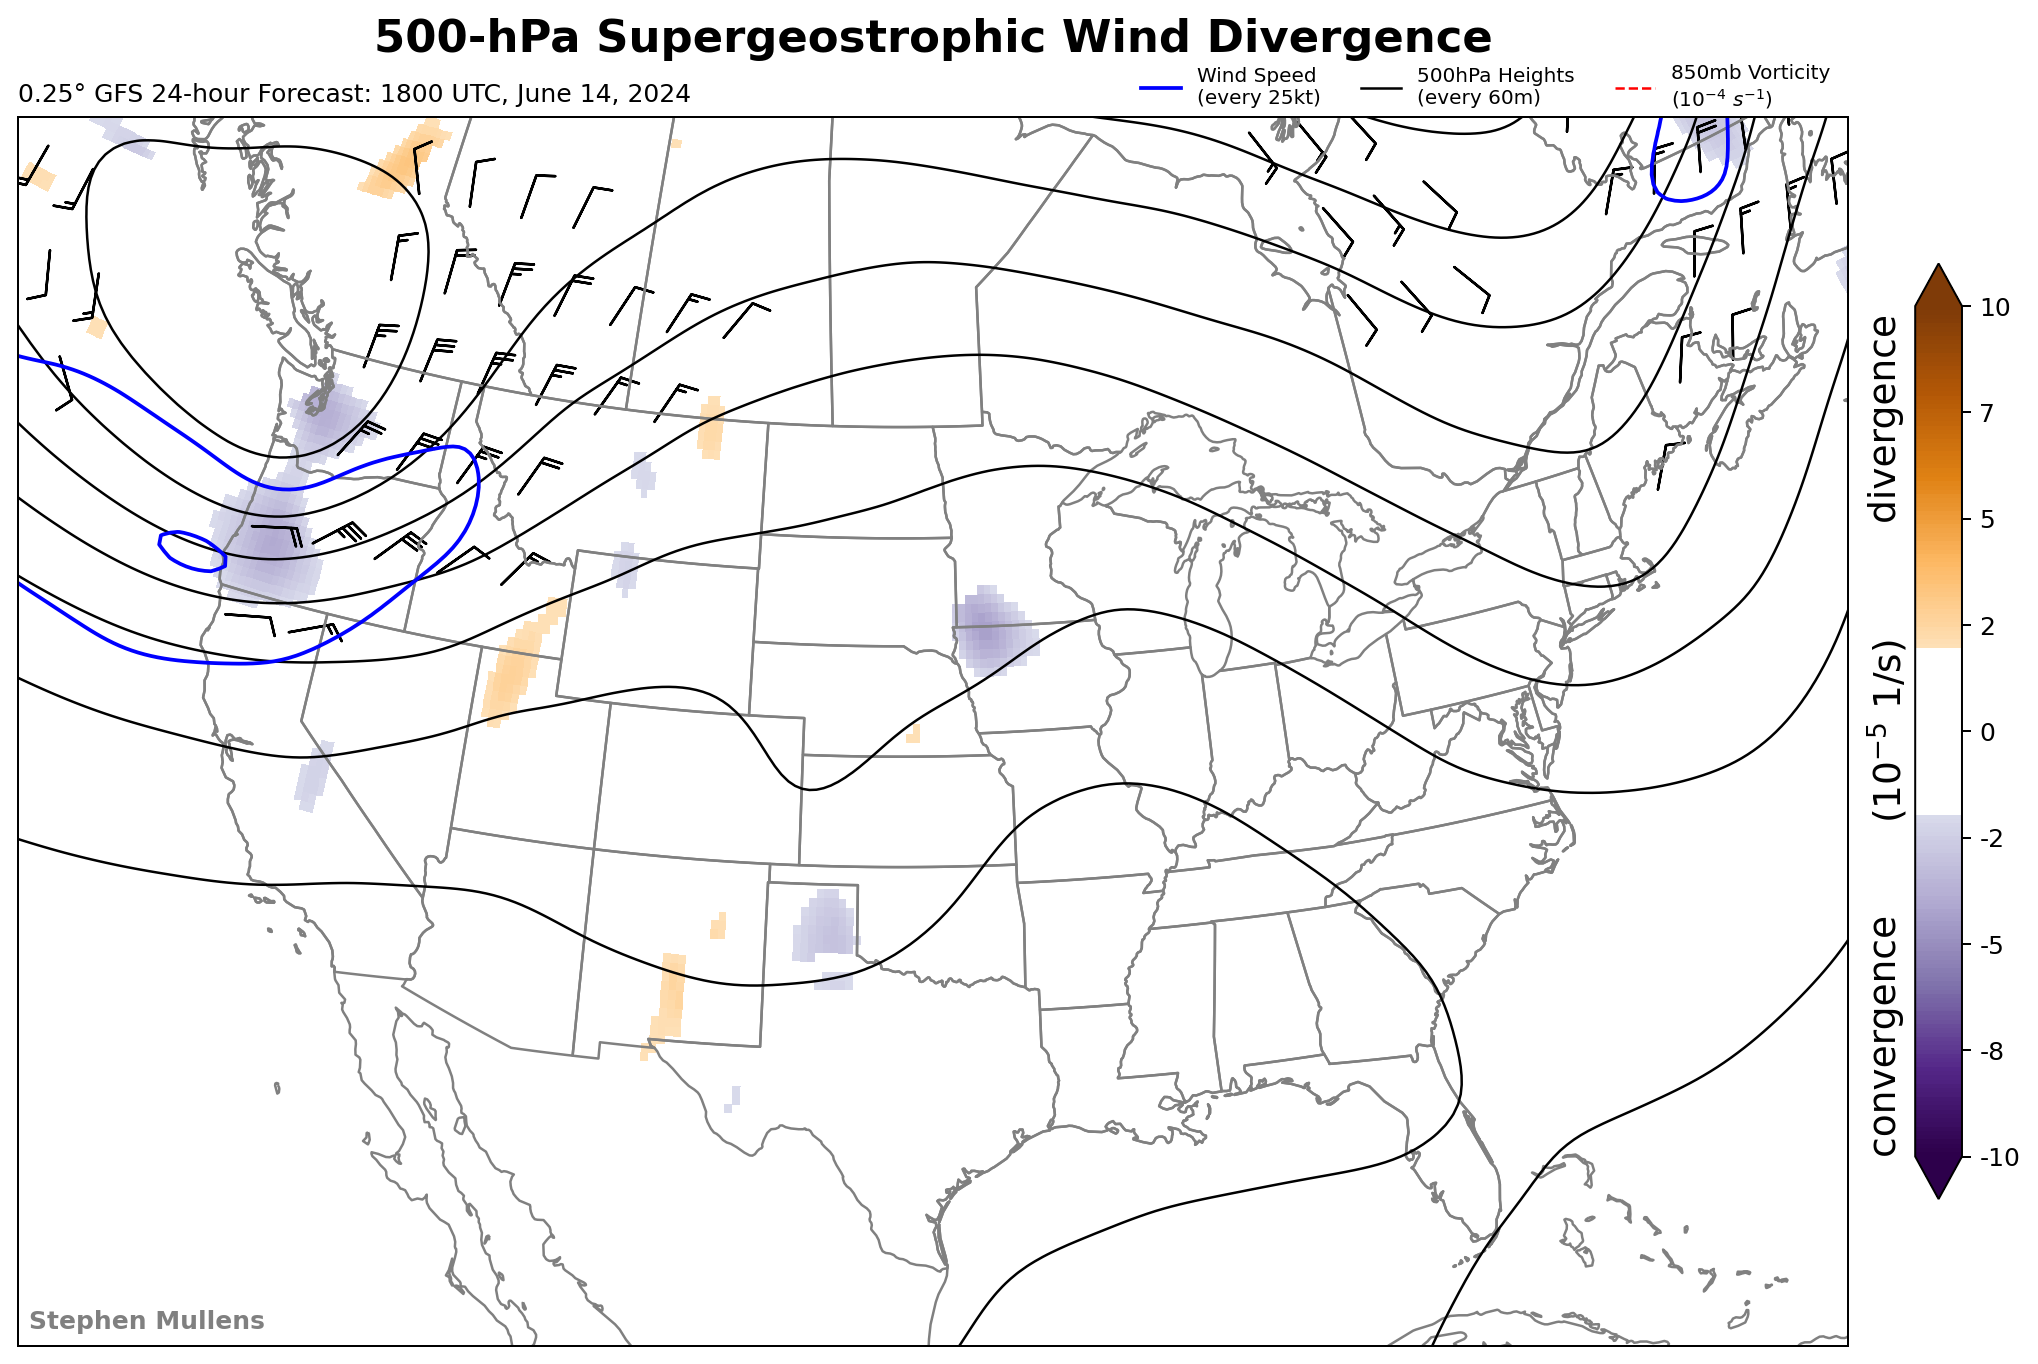 500-hPa Supergeostrophic Wind Divergence
0.25° GFS 24-hour Forecast: 1800 UTC, June 14, 2024
Wind Speed
(every 25kt)
500hPa Heights
(every 60m)
850mb Vorticity
(10⁻⁴ s⁻¹)
10
7
5
2
0
-2
-5
-8
-10
convergence (10⁻⁵ 1/s) divergence
Stephen Mullens